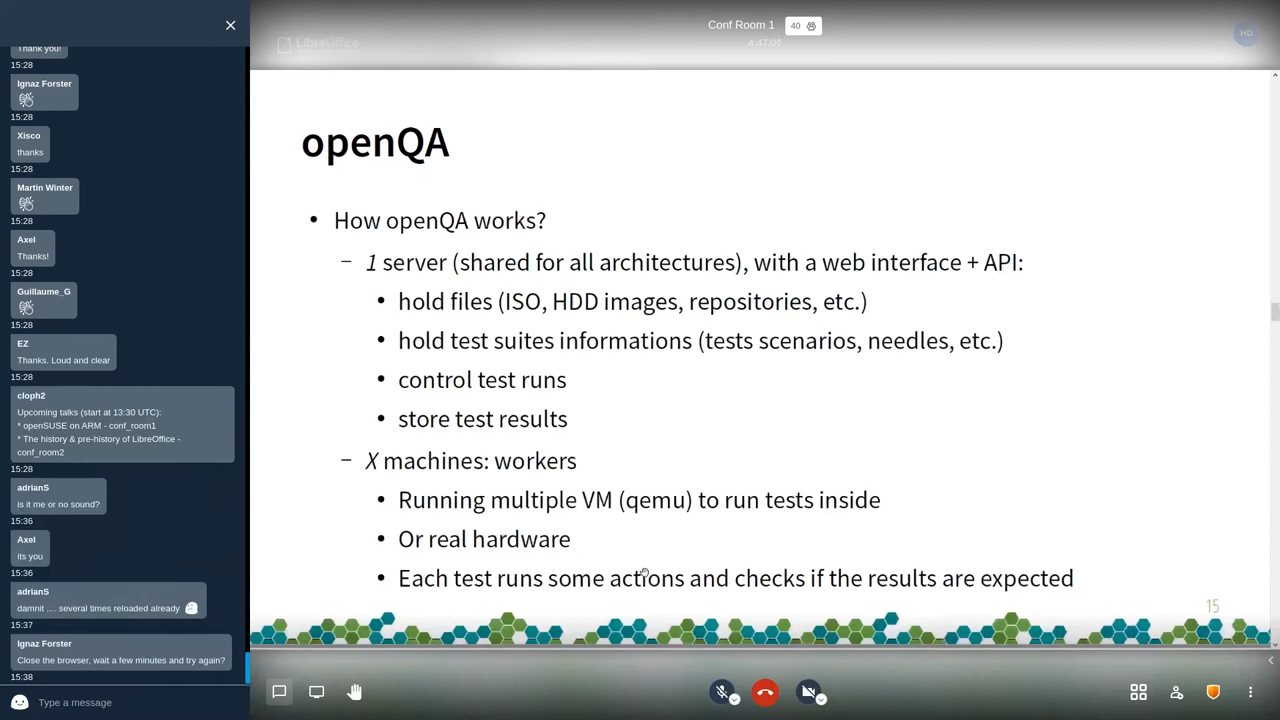 Conf Room 1
40
4:47:01
LibreOffice
HD
Thank you!
15:28
Ignaz Forster
15:28
Xisco
thanks
15:28
Martin Winter
15:28
Axel
Thanks!
15:28
Guillaume_G
15:28
EZ
Thanks. Loud and clear
15:28
cloph2
Upcoming talks (start at 13:30 UTC):
* openSUSE on ARM - conf_room1
* The history & pre-history of LibreOffice -
conf_room2
15:28
adrianS
is it me or no sound?
15:36
Axel
its you
15:36
adrianS
damnit .... several times reloaded already
15:37
Ignaz Forster
Close the browser, wait a few minutes and try again?
15:38
Type a message
openQA
• How openQA works?
– 1 server (shared for all architectures), with a web interface + API:
• hold files (ISO, HDD images, repositories, etc.)
• hold test suites informations (tests scenarios, needles, etc.)
• control test runs
• store test results
– X machines: workers
• Running multiple VM (qemu) to run tests inside
• Or real hardware
• Each test runs some actions and checks if the results are expected
15